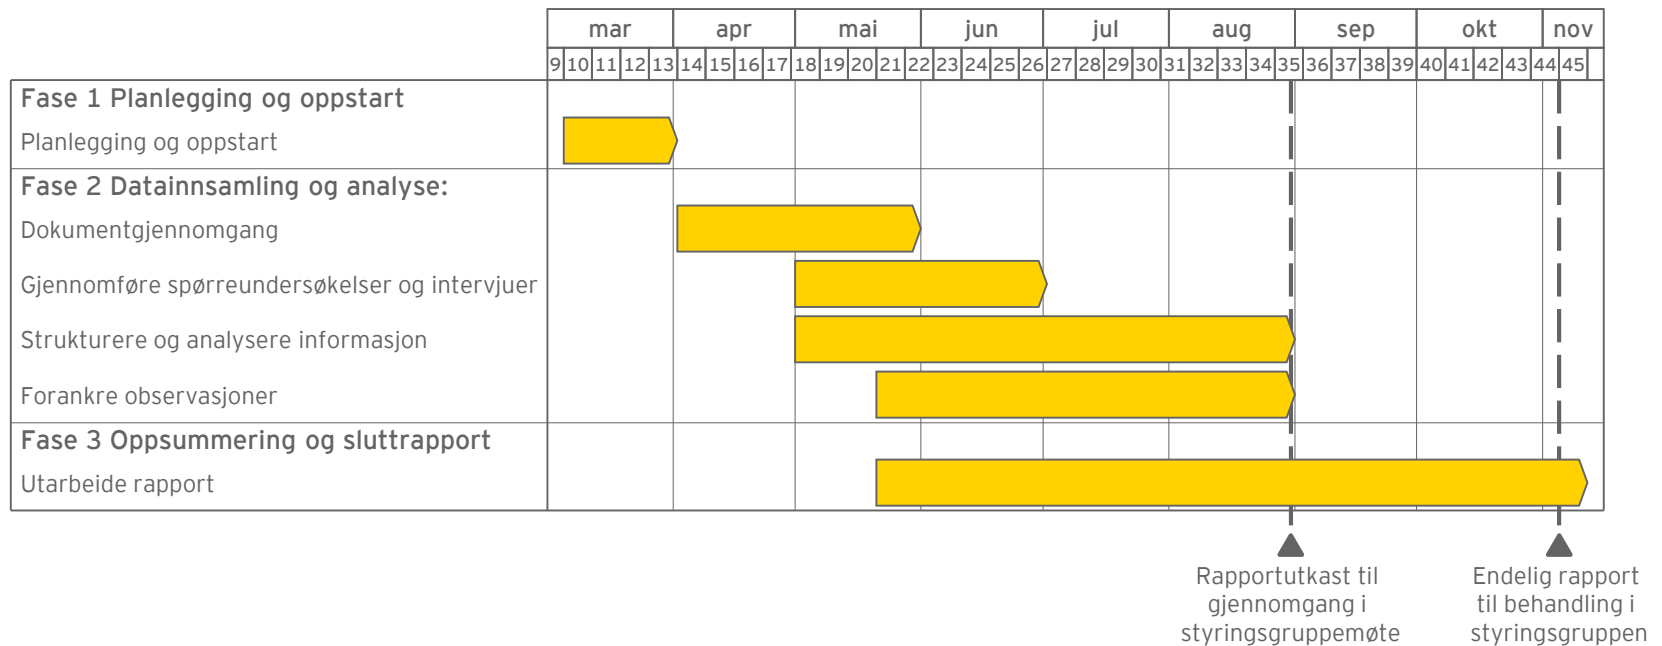 mar apr mai jun jul aug sep okt nov
9 10 11 12 13 14 15 16 17 18 19 20 21 22 23 24 25 26 27 28 29 30 31 32 33 34 35 36 37 38 39 40 41 42 43 44 45
Fase 1 Planlegging og oppstart
Planlegging og oppstart
Fase 2 Datainnsamling og analyse:
Dokumentgjennomgang
Gjennomføre spørreundersøkelser og intervjuer
Strukturere og analysere informasjon
Forankre observasjoner
Fase 3 Oppsummering og sluttrapport
Utarbeide rapport
Rapportutkast til
gjennomgang i
styringsgruppemøte
Endelig rapport
til behandling i
styringsgruppen